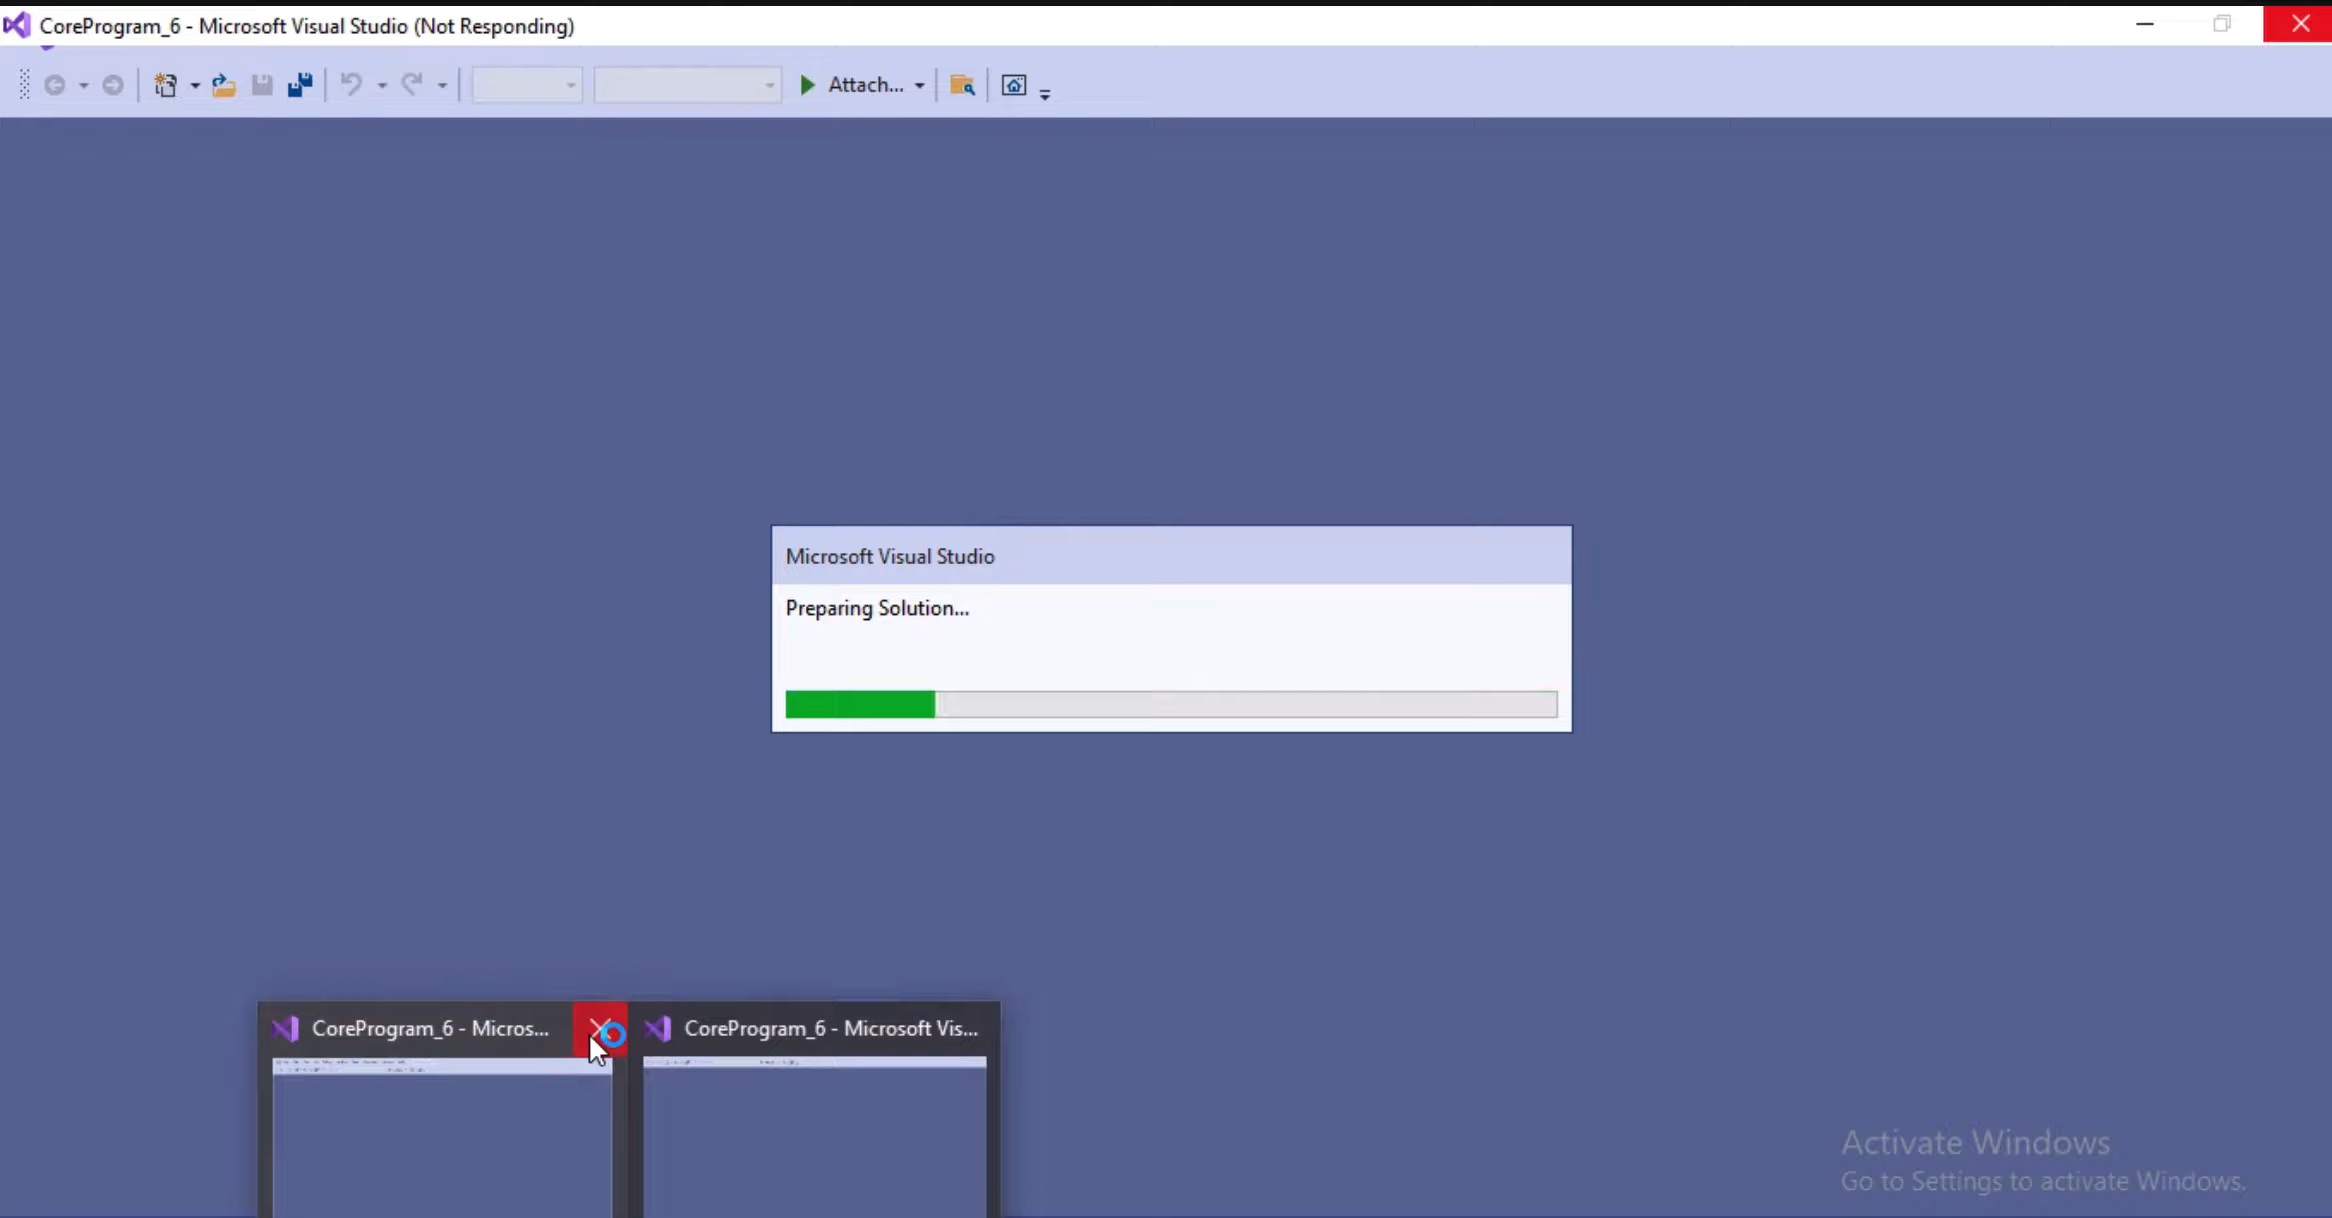 CoreProgram_6 - Microsoft Visual Studio (Not Responding)
Attach...
Microsoft Visual Studio
Preparing Solution...
CoreProgram_6 - Micros...
CoreProgram_6 - Microsoft Vis...
Activate Windows
Go to Settings to activate Windows.